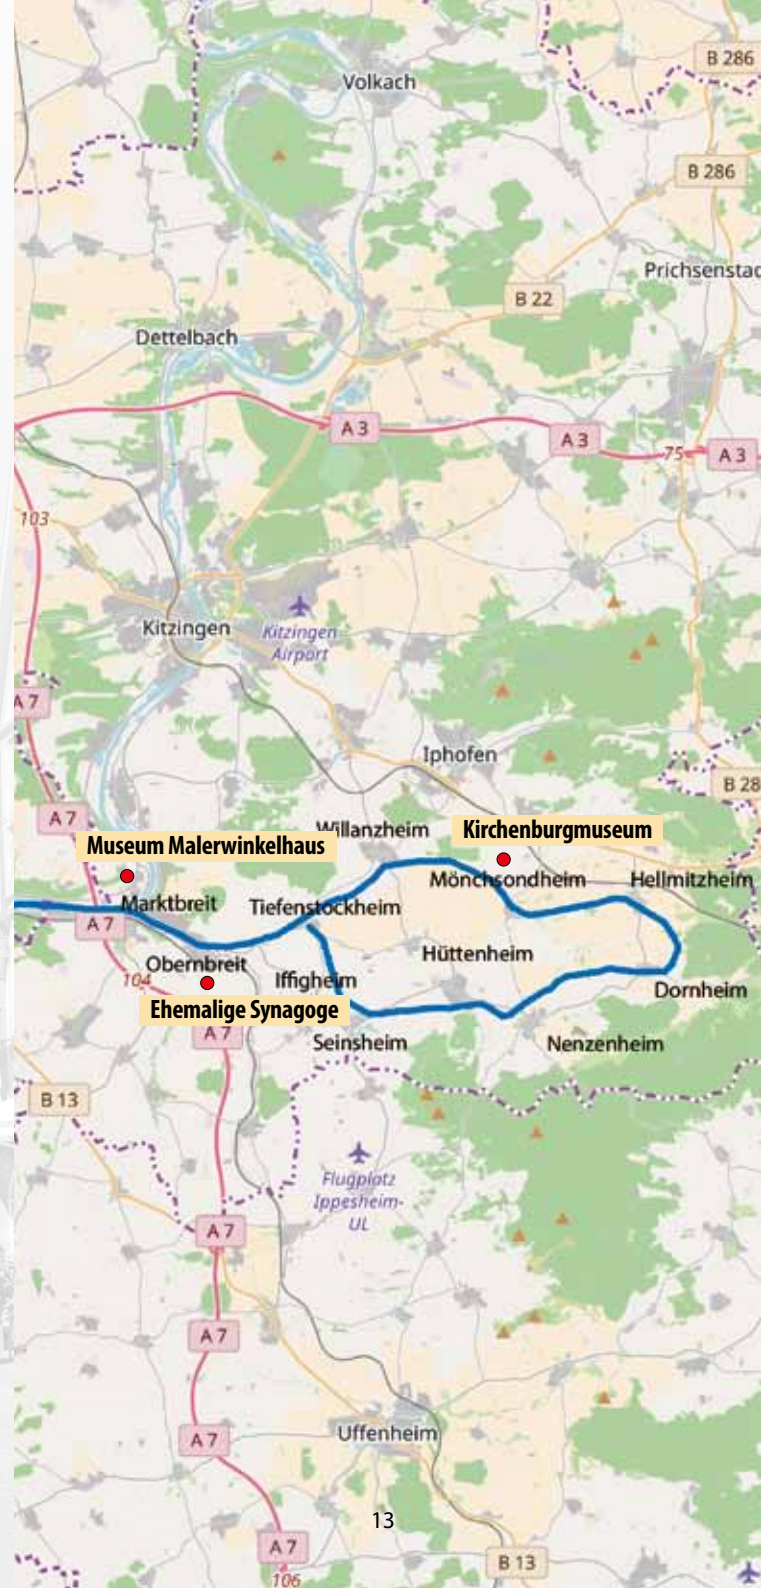 B 286
Volkach
B 286
Prichsenstad
B 22
Dettelbach
A 3
A 3
75
A 3
103
Kitzingen
Kitzingen
Airport
A 7
Iphofen
B 28
A 7
Willanzheim
Kirchenburgmuseum
Museum Malerwinkelhaus
Mönchsondheim
Hellmitzheim
Marktbreit
Tiefenstockheim
A 7
Hüttenheim
Obernbreit
104
Iffigheim
Dornheim
Ehemalige Synagoge
A 7
Seinsheim
Nenzenheim
B 13
Flugplatz
Ippesheim-
UL
A 7
A 7
Uffenheim
A 7
13
A 7
B 13
106